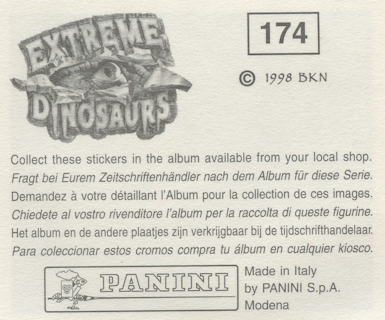 EXTREME
DINOSAURS
174
© 1998 BKN
Collect these stickers in the album available from your local shop.
Fragt bei Eurem Zeitschriftenhändler nach dem Album für diese Serie.
Demandez à votre détaillant l'Album pour la collection de ces images.
Chiedete al vostro rivenditore l'album per la raccolta di queste figurine.
Het album en de andere plaatjes zijn verkrijgbaar bij de tijdschrifthandelaar.
Para coleccionar estos cromos compra tu álbum en cualquier kiosco.
PANINI
Made in Italy
by PANINI S.p.A.
Modena